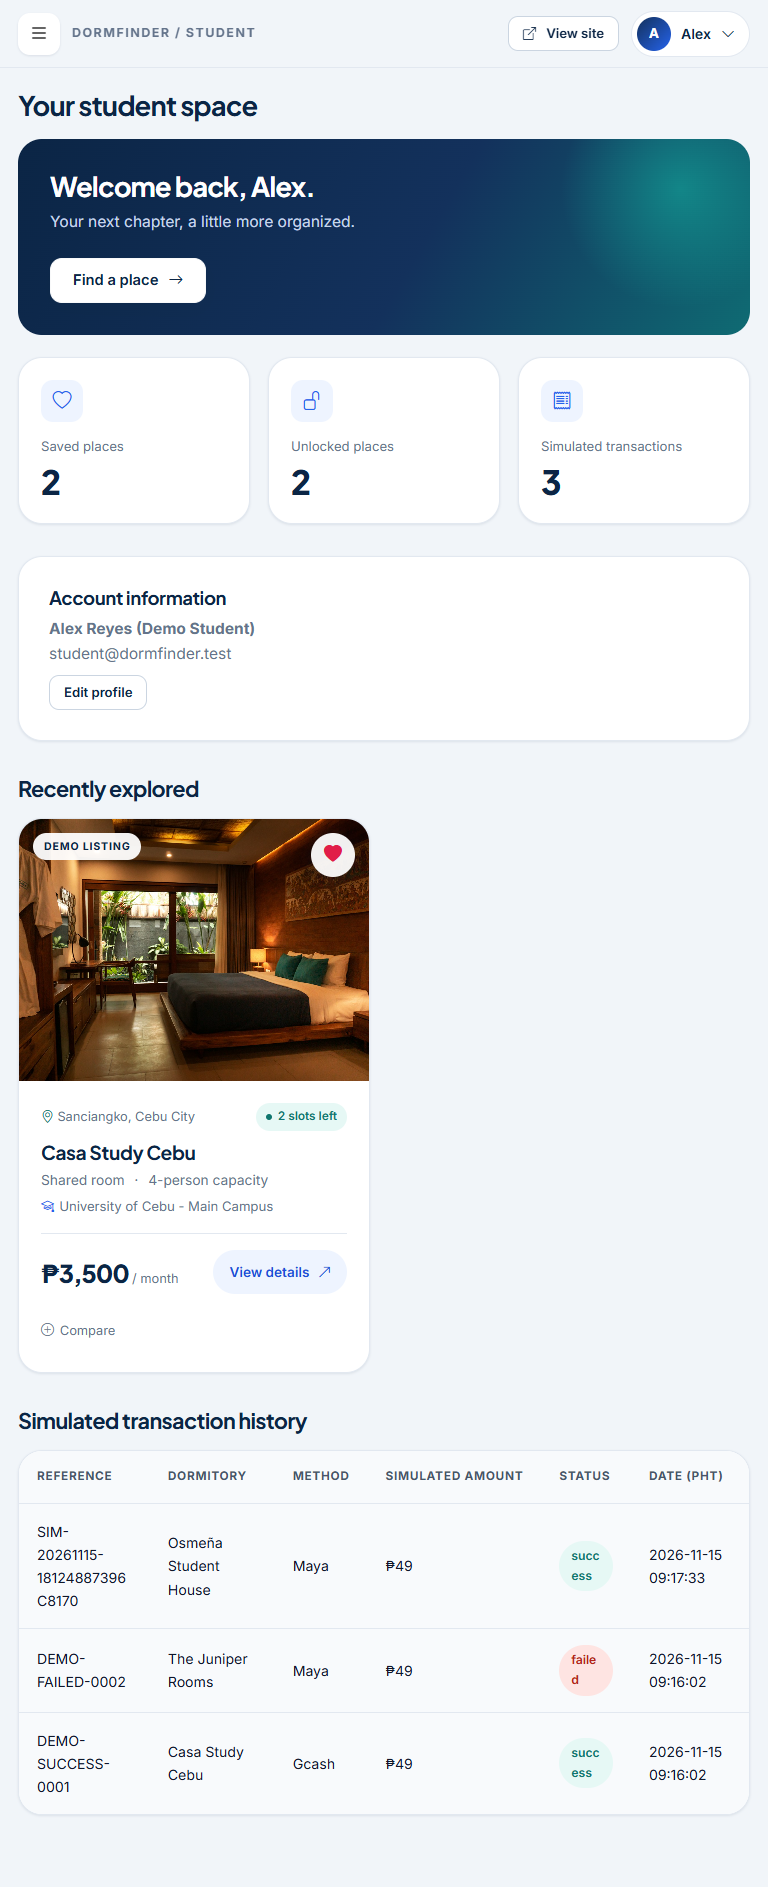 DORMFINDER / STUDENT
View site
A
Alex
Your student space
Welcome back, Alex.
Your next chapter, a little more organized.
Find a place
Saved places
2
Unlocked places
2
Simulated transactions
3
Account information
Alex Reyes (Demo Student)
student@dormfinder.test
Edit profile
Recently explored
DEMO LISTING
Sanciangko, Cebu City
2 slots left
Casa Study Cebu
Shared room · 4-person capacity
University of Cebu - Main Campus
₱3,500 / month
View details
Compare
Simulated transaction history
REFERENCE DORMITORY METHOD SIMULATED AMOUNT STATUS DATE (PHT)
SIM-
20261115-
18124887396
C8170
Osmeña
Student
House
Maya
₱49
succ
ess
2026-11-15
09:17:33
DEMO-
FAILED-0002
The Juniper
Rooms
Maya
₱49
faile
d
2026-11-15
09:16:02
DEMO-
SUCCESS-
0001
Casa Study
Cebu
Gcash
₱49
succ
ess
2026-11-15
09:16:02